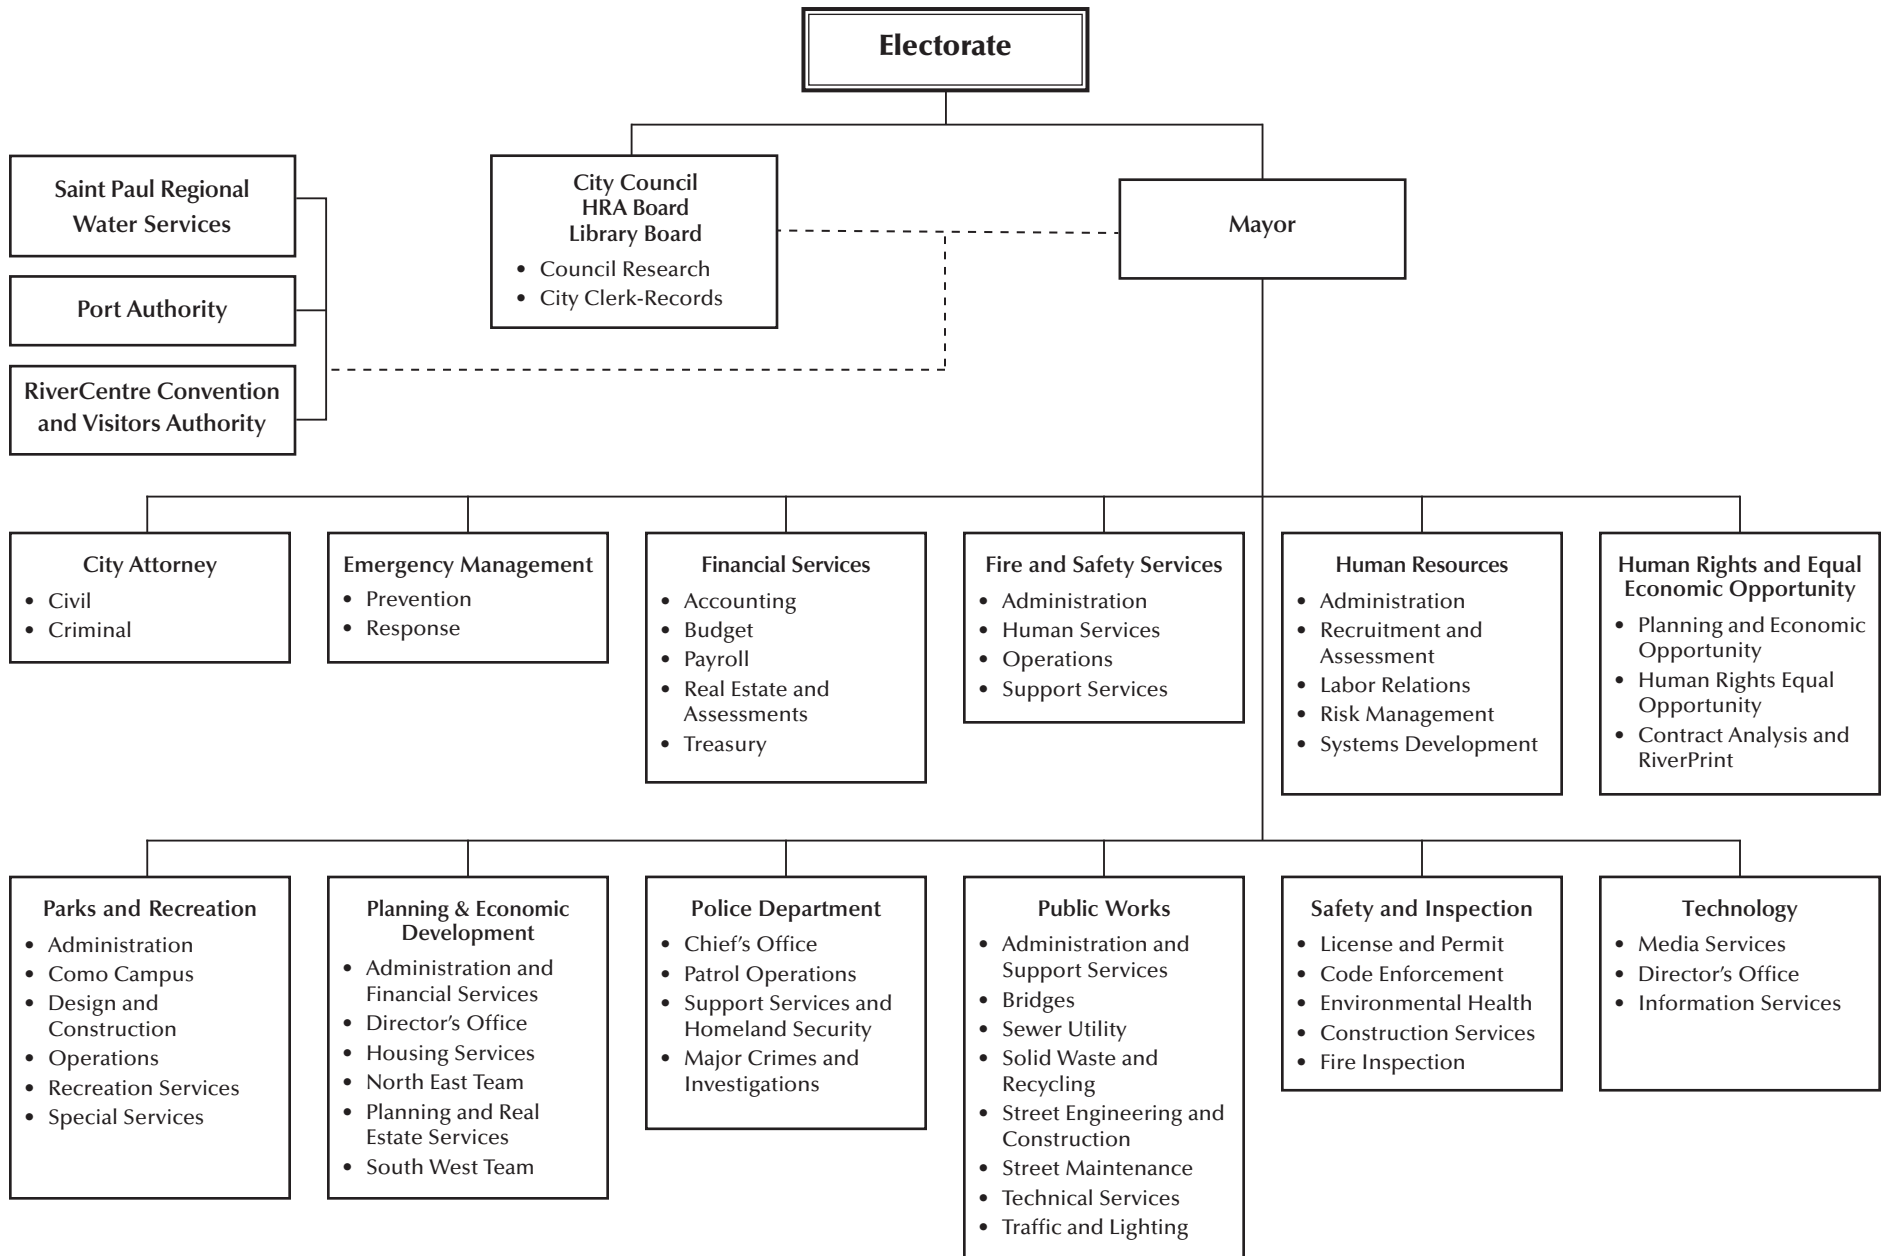 Electorate
Saint Paul Regional
Water Services
Port Authority
RiverCentre Convention
and Visitors Authority
City Council
HRA Board
Library Board
• Council Research
• City Clerk-Records
Mayor
City Attorney
• Civil
• Criminal
Emergency Management
• Prevention
• Response
Financial Services
• Accounting
• Budget
• Payroll
• Real Estate and
Assessments
• Treasury
Fire and Safety Services
• Administration
• Human Services
• Operations
• Support Services
Human Resources
• Administration
• Recruitment and
Assessment
• Labor Relations
• Risk Management
• Systems Development
Human Rights and Equal
Economic Opportunity
• Planning and Economic
Opportunity
• Human Rights Equal
Opportunity
• Contract Analysis and
RiverPrint
Parks and Recreation
• Administration
• Como Campus
• Design and
Construction
• Operations
• Recreation Services
• Special Services
Planning & Economic
Development
• Administration and
Financial Services
• Director’s Office
• Housing Services
• North East Team
• Planning and Real
Estate Services
• South West Team
Police Department
• Chief’s Office
• Patrol Operations
• Support Services and
Homeland Security
• Major Crimes and
Investigations
Public Works
• Administration and
Support Services
• Bridges
• Sewer Utility
• Solid Waste and
Recycling
• Street Engineering and
Construction
• Street Maintenance
• Technical Services
• Traffic and Lighting
Safety and Inspection
• License and Permit
• Code Enforcement
• Environmental Health
• Construction Services
• Fire Inspection
Technology
• Media Services
• Director’s Office
• Information Services